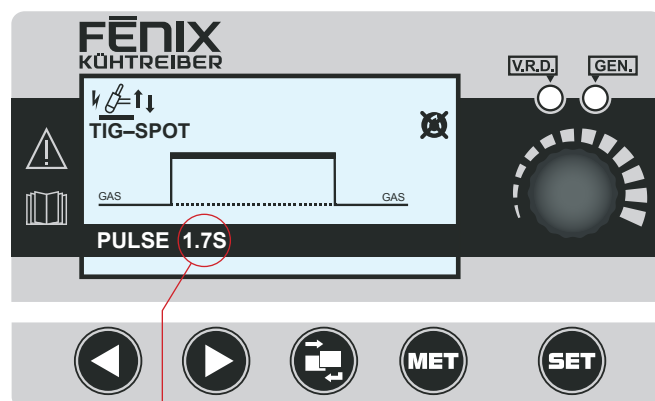 FĒNIX
KÜHTREIBER
V.R.D. GEN.
TIG–SPOT
GAS GAS
PULSE 1.7S
MET SET